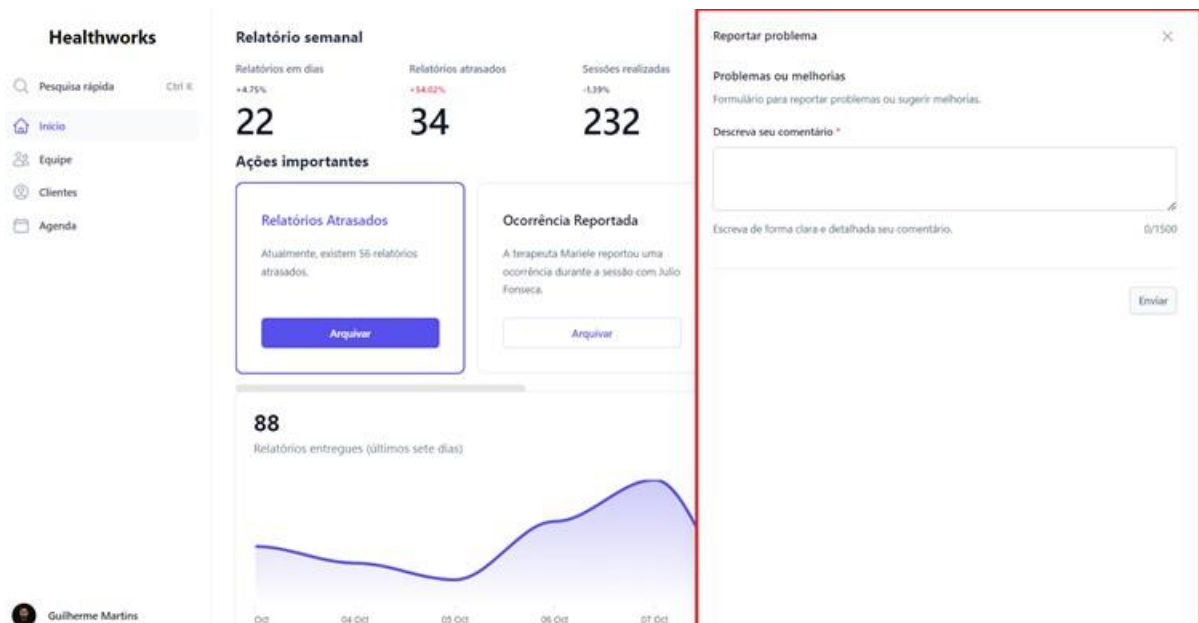 Healthworks
Pesquisa rápida
Ctrl K
Início
Equipe
Clientes
Agenda
Guilherme Martins
Relatório semanal
Relatórios em dias
+4.75%
22
Relatórios atrasados
+54.02%
34
Sessões realizadas
-1.39%
232
Ações importantes
Relatórios Atrasados
Atualmente, existem 56 relatórios
atrasados.
Arquivar
Ocorrência Reportada
A terapeuta Mariele reportou uma
ocorrência durante a sessão com Julio
Fonseca.
Arquivar
88
Relatórios entregues (últimos sete dias)
Oct
04 Oct
05 Oct
06 Oct
07 Oct
Reportar problema
Problemas ou melhorias
Formulário para reportar problemas ou sugerir melhorias.
Descreva seu comentário *
Escreva de forma clara e detalhada seu comentário.
0/1500
Enviar